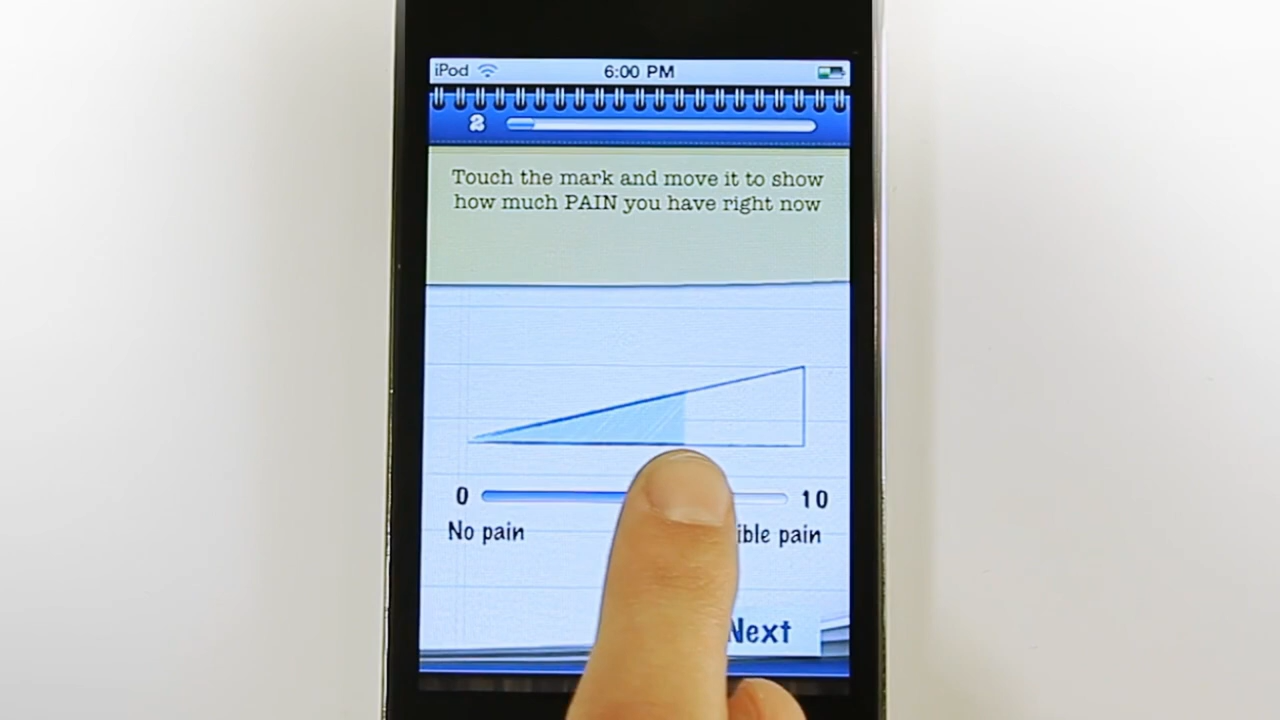 iPod 6:00 PM
2
Touch the mark and move it to show
how much PAIN you have right now
0 10
No pain pain
Next